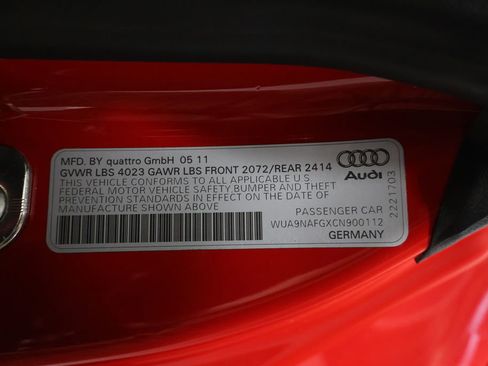 MFD. BY quattro GmbH 05 11
GVWR LBS 4023 GAWR LBS FRONT 2072/REAR 2414
THIS VEHICLE CONFORMS TO ALL APPLICABLE U.S
FEDERAL MOTOR VEHICLE SAFETY,BUMPER AND THEFT
PREVENTION STANDARDS IN EFFECT ON THE DATE OF
MANUFACTURE SHOWN ABOVE
Audi
2221703
PASSENGER CAR
WUA9NAFGXCN900112
GERMANY